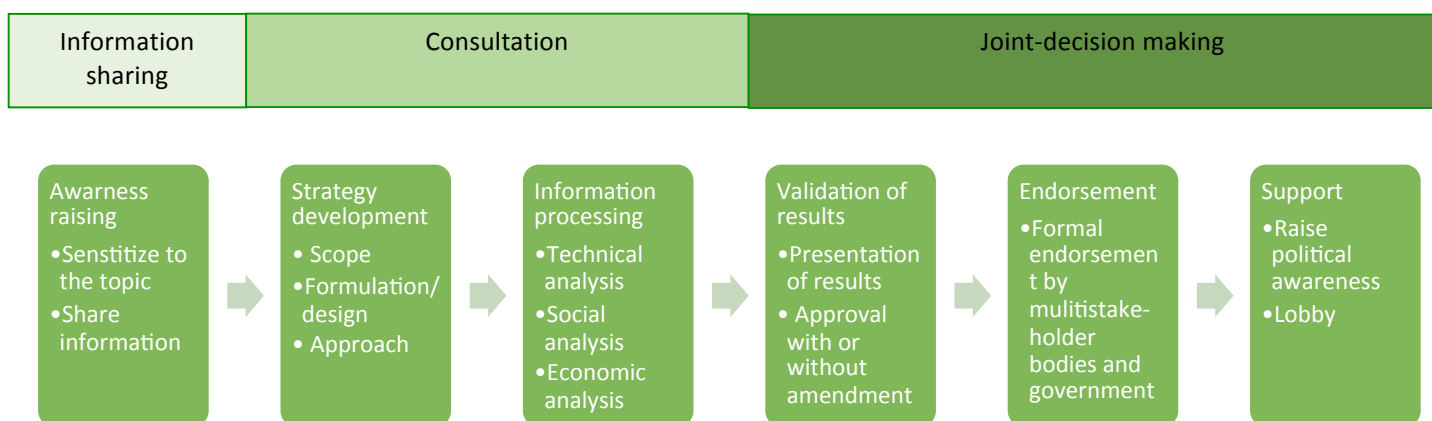 Information
sharing
Consultation
Joint-decision making
Awarness
raising
•Senstitize to
the topic
•Share
information
Strategy
development
• Scope
•Formulation/
design
• Approach
Information
processing
•Technical
analysis
•Social
analysis
•Economic
analysis
Validation of
results
•Presentation
of results
• Approval
with or
without
amendment
Endorsement
•Formal
endorsemen
t by
mulitistake-
holder
bodies and
government
Support
•Raise
political
awareness
•Lobby